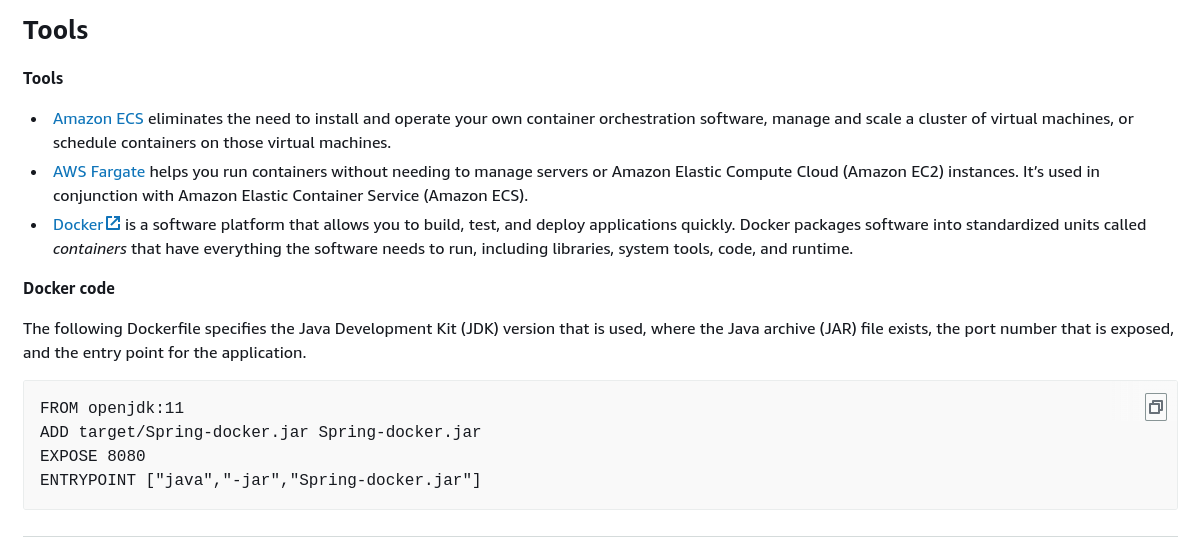 Tools
Tools
• Amazon ECS eliminates the need to install and operate your own container orchestration software, manage and scale a cluster of virtual machines, or
schedule containers on those virtual machines.
• AWS Fargate helps you run containers without needing to manage servers or Amazon Elastic Compute Cloud (Amazon EC2) instances. It’s used in
conjunction with Amazon Elastic Container Service (Amazon ECS).
• Docker is a software platform that allows you to build, test, and deploy applications quickly. Docker packages software into standardized units called
containers that have everything the software needs to run, including libraries, system tools, code, and runtime.
Docker code
The following Dockerfile specifies the Java Development Kit (JDK) version that is used, where the Java archive (JAR) file exists, the port number that is exposed,
and the entry point for the application.
FROM openjdk:11
ADD target/Spring-docker.jar Spring-docker.jar
EXPOSE 8080
ENTRYPOINT ["java","-jar","Spring-docker.jar"]